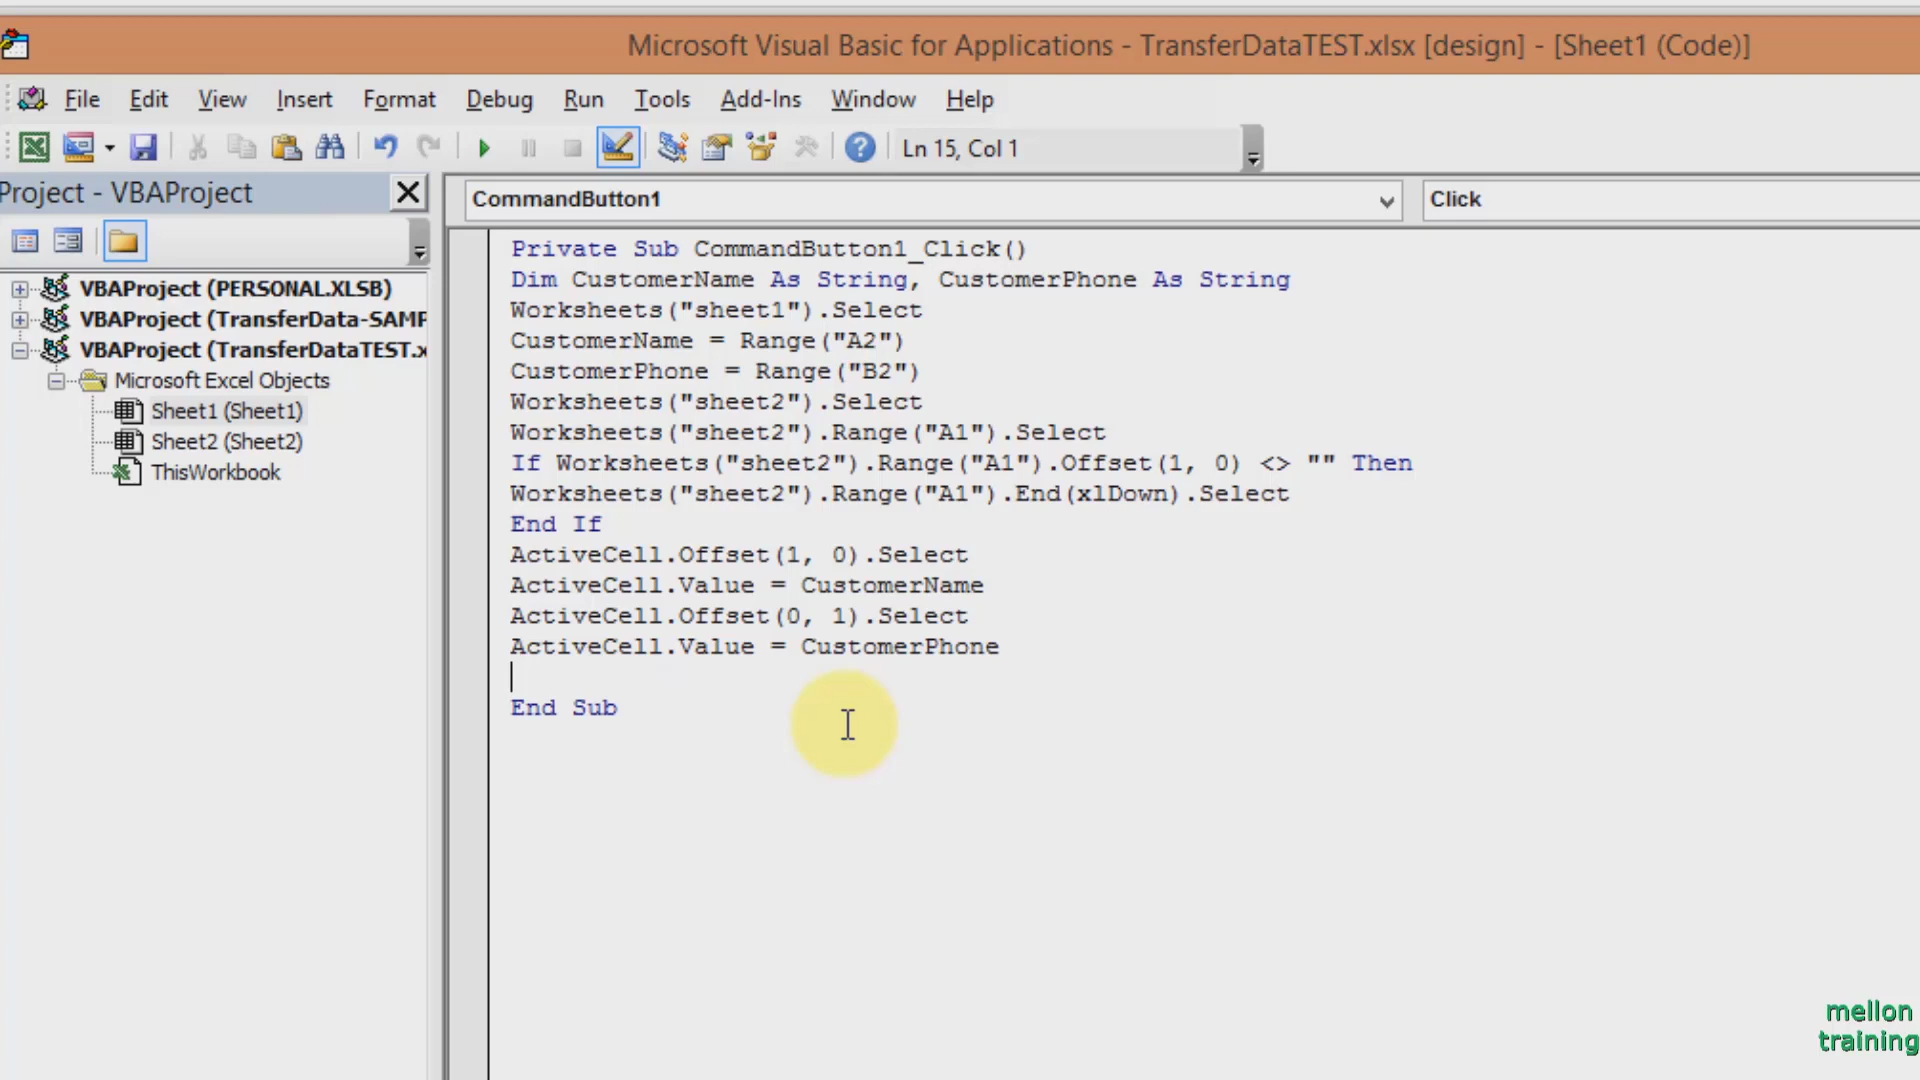 Microsoft Visual Basic for Applications - TransferDataTEST.xlsx [design] - [Sheet1 (Code)]
File Edit View Insert Format Debug Run Tools Add-Ins Window Help
Ln 15, Col 1
Project - VBAProject
CommandButton1
Click
VBAProject (PERSONAL.XLSB)
VBAProject (TransferData-SAMP
VBAProject (TransferDataTEST.x
Microsoft Excel Objects
Sheet1 (Sheet1)
Sheet2 (Sheet2)
ThisWorkbook
Private Sub CommandButton1_Click()
Dim CustomerName As String, CustomerPhone As String
Worksheets("sheet1").Select
CustomerName = Range("A2")
CustomerPhone = Range("B2")
Worksheets("sheet2").Select
Worksheets("sheet2").Range("A1").Select
If Worksheets("sheet2").Range("A1").Offset(1, 0) <> "" Then
Worksheets("sheet2").Range("A1").End(xlDown).Select
End If
ActiveCell.Offset(1, 0).Select
ActiveCell.Value = CustomerName
ActiveCell.Offset(0, 1).Select
ActiveCell.Value = CustomerPhone
End Sub
mellon
training